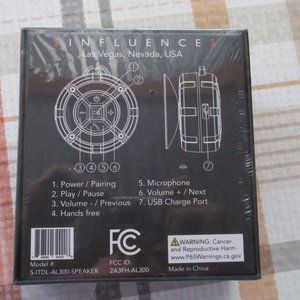 SINFLUENCES
Las Vegas, Nevada, USA
1 2
3 4 5 6 7
1. Power / Pairing
2. Play / Pause
3. Volume - / Previous
4. Hands free
5. Microphone
6. Volume + / Next
7. USB Charge Port
FC
Model #:
S-ITDL-AL300-SPEAKER
FCC ID:
2A3FH-AL300
WARNING: Cancer
and Reproductive Harm -
www.P65Warnings.ca.gov
Made in China